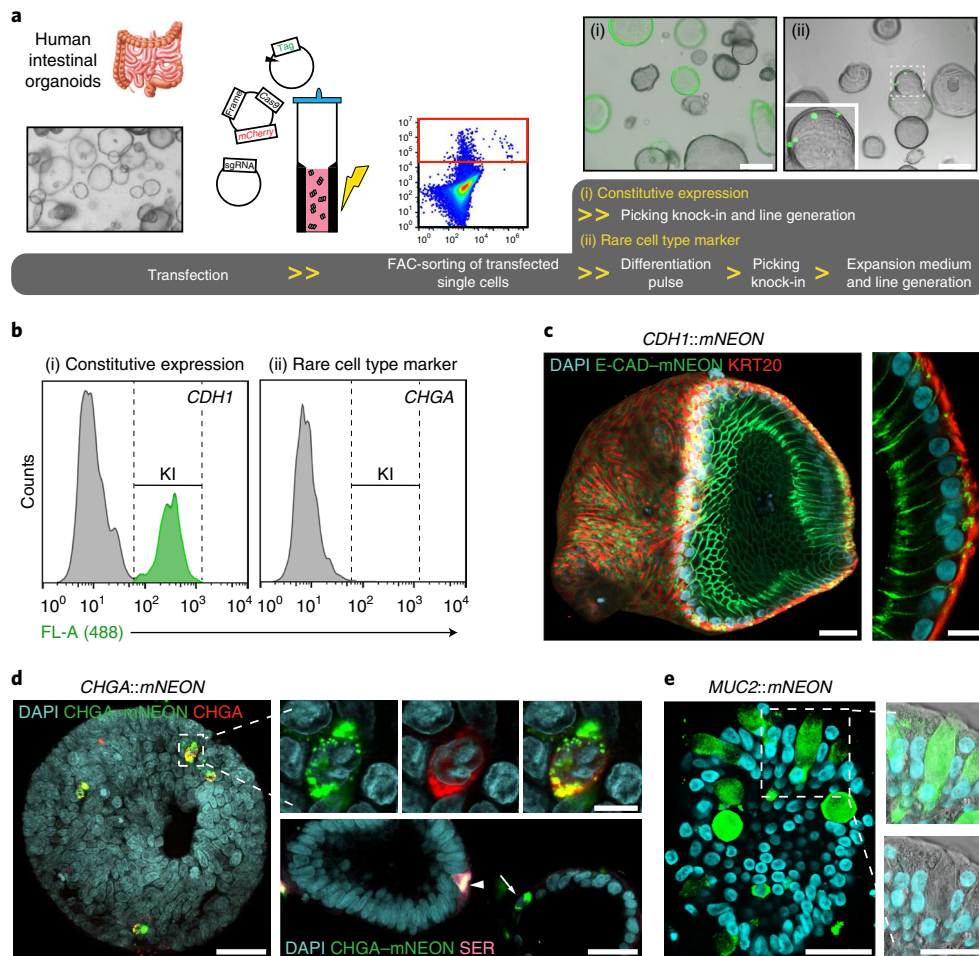 a
Human
intestinal
organoids
Tag
Frame
Cas9
mCherry
sgRNA
10⁷
10⁶
10⁵
10⁴
10³
10²
10¹
10⁰
10⁰ 10² 10⁴ 10⁶
(i)
(ii)
(i) Constitutive expression
>> Picking knock-in and line generation
(ii) Rare cell type marker
Transfection >> FAC-sorting of transfected
single cells >> Differentiation
pulse > Picking
knock-in > Expansion medium
and line generation
b
(i) Constitutive expression
(ii) Rare cell type marker
CDH1
CHGA
KI
KI
Counts
10⁰ 10¹ 10² 10³ 10⁴
10⁰ 10¹ 10² 10³ 10⁴
FL-A (488)
c
CDH1::mNEON
DAPI E-CAD–mNEON KRT20
d
CHGA::mNEON
DAPI CHGA–mNEON CHGA
DAPI CHGA–mNEON SER
e
MUC2::mNEON